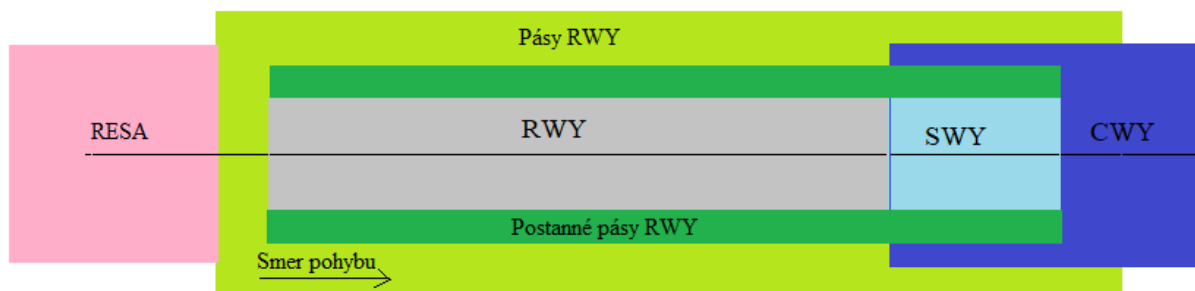 Pásy RWY
RESA
RWY
SWY
CWY
Postanné pásy RWY
Smer pohybu